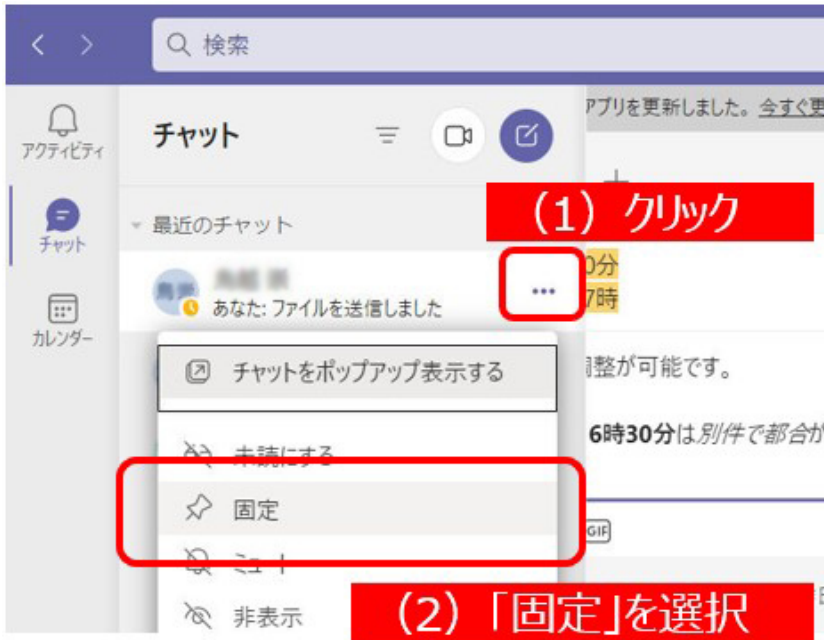 検索
アクティビティ
チャット
カレンダー
チャット
最近のチャット
あなた: ファイルを送信しました
チャットをポップアップ表示する
未読にする
固定
ミュート
非表示
アプリを更新しました。今すぐ更
(1) クリック
0分
7時
整が可能です。
6時30分は別件で都合が
GIF
(2)「固定」を選択